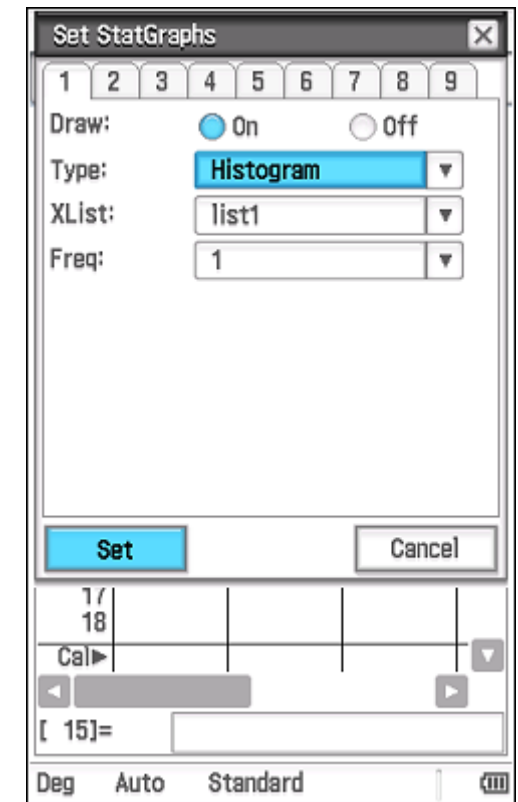 Set StatGraphs
1 2 3 4 5 6 7 8 9
Draw: On Off
Type: Histogram
XList: list1
Freq: 1
Set Cancel
17
18
Cal
[ 15]=
Deg Auto Standard